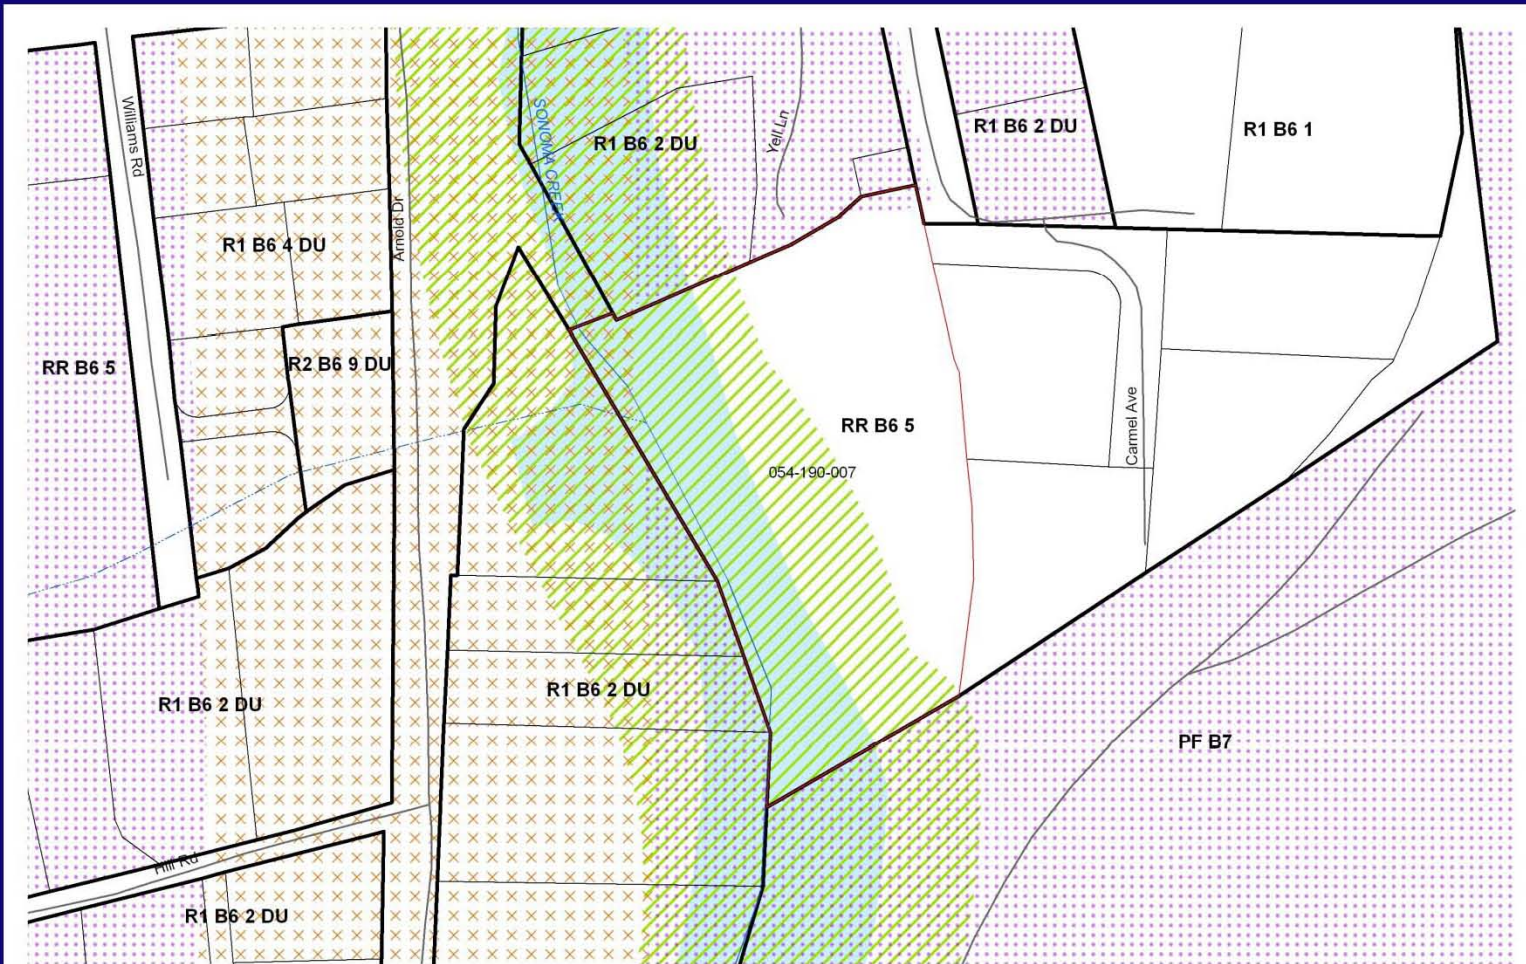 Williams Rd
SONOMA CREEK
R1 B6 2 DU
Yell Ln
R1 B6 2 DU
R1 B6 1
Arnold Dr
R1 B6 4 DU
RR B6 5
R2 B6 9 DU
RR B6 5
Carmel Ave
054-190-007
R1 B6 2 DU
R1 B6 2 DU
PF B7
Hill Rd
R1 B6 2 DU